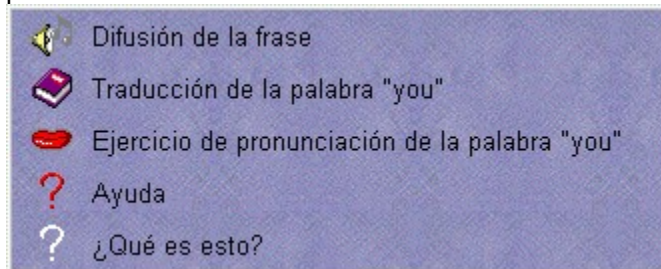 Difusión de la frase
Traducción de la palabra "you"
Ejercicio de pronunciación de la palabra "you"
Ayuda
¿Qué es esto?